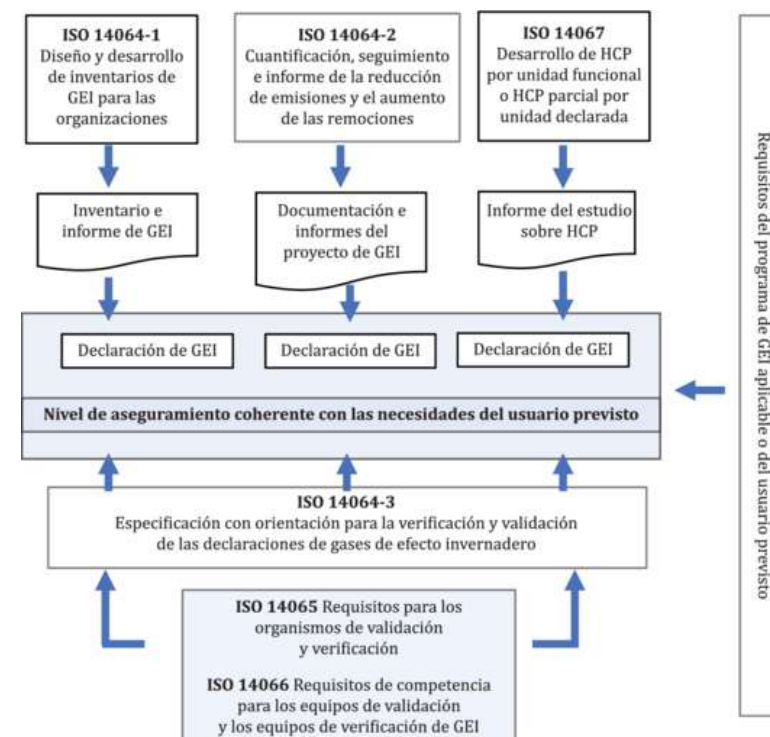 ISO 14064-1
Diseño y desarrollo
de inventarios de
GEI para las
organizaciones
ISO 14064-2
Cuantificación, seguimiento
e informe de la reducción
de emisiones y el aumento
de las remociones
ISO 14067
Desarrollo de HCP
por unidad funcional
o HCP parcial por
unidad declarada
Inventario e
informe de GEI
Documentación e
informes del
proyecto de GEI
Informe del estudio
sobre HCP
Declaración de GEI
Declaración de GEI
Declaración de GEI
Nivel de aseguramiento coherente con las necesidades del usuario previsto
ISO 14064-3
Especificación con orientación para la verificación y validación
de las declaraciones de gases de efecto invernadero
ISO 14065 Requisitos para los
organismos de validación
y verificación
ISO 14066 Requisitos de competencia
para los equipos de validación
y los equipos de verificación de GEI
Requisitos del programa de GEI aplicable o del usuario previsto